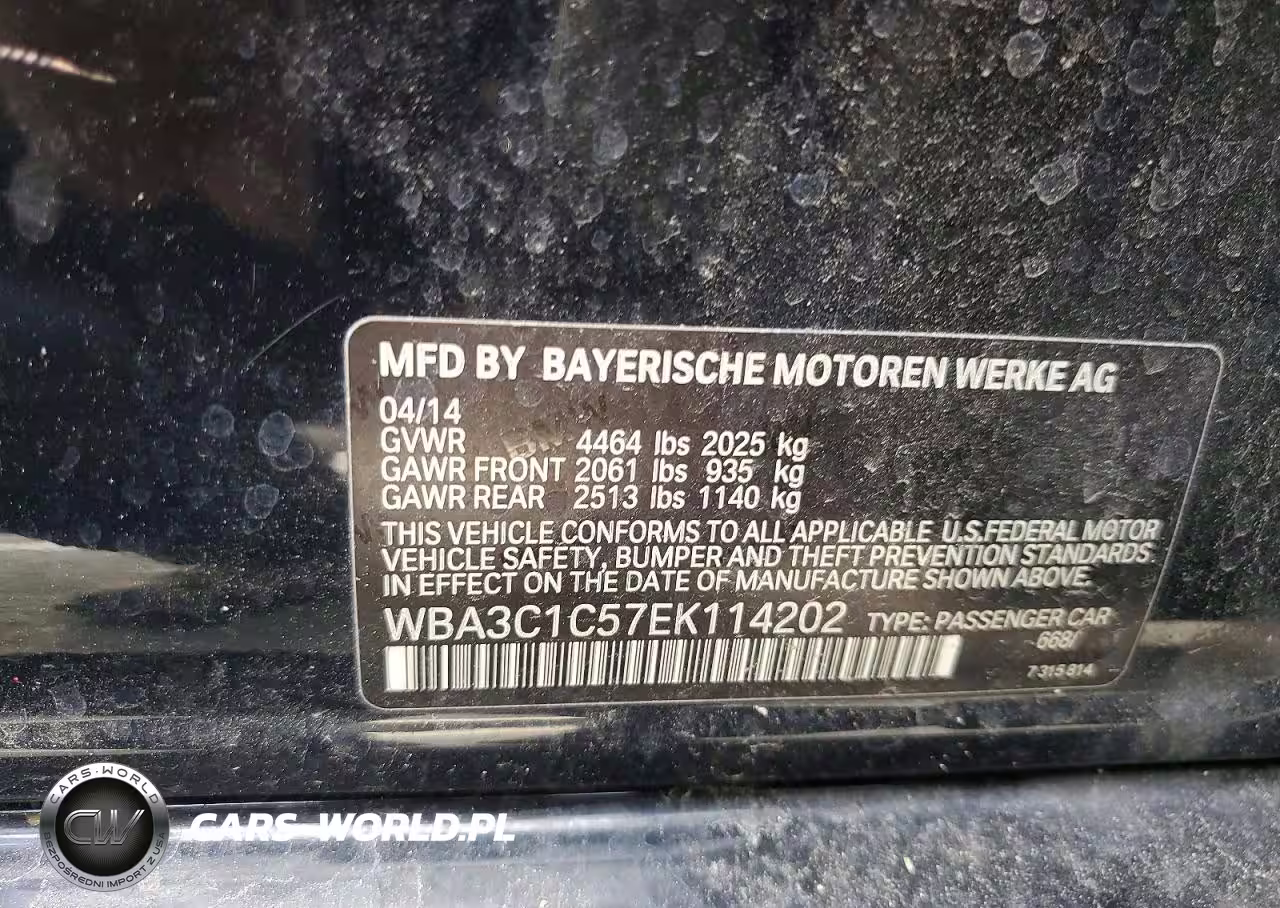 MFD BY BAYERISCHE MOTOREN WERKE AG
04/14
GVWR 4464 lbs 2025 kg
GAWR FRONT 2061 lbs 935 kg
GAWR REAR 2513 lbs 1140 kg
THIS VEHICLE CONFORMS TO ALL APPLICABLE U.S.FEDERAL MOTOR
VEHICLE SAFETY, BUMPER AND THEFT PREVENTION STANDARDS
IN EFFECT ON THE DATE OF MANUFACTURE SHOWN ABOVE.
WBA3C1C57EK114202 TYPE: PASSENGER CAR
668/
7 315 814
CARS-WORLD
CW
BEZPOŚREDNI IMPORT Z USA
CARS-WORLD.PL